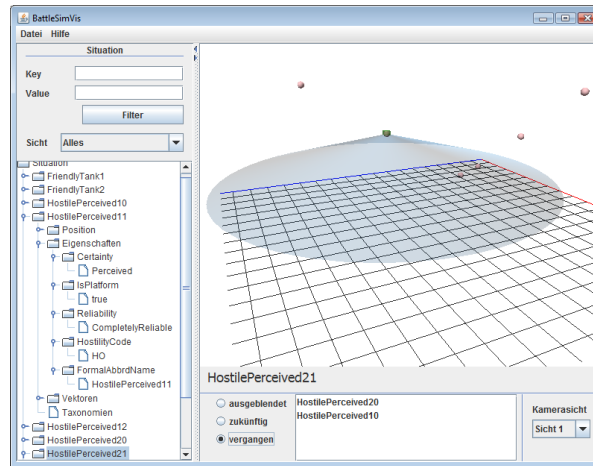 BattleSimVis
Datei Hilfe
Situation
Key
Value
Filter
Sicht Alles
Situation
FriendlyTank1
FriendlyTank2
HostilePerceived10
HostilePerceived11
Position
Eigenschaften
Certainty
Perceived
IsPlatform
true
Reliability
CompletelyReliable
HostilityCode
HO
FormalAbbrdName
HostilePerceived11
Vektoren
Taxonomien
HostilePerceived12
HostilePerceived20
HostilePerceived21
HostilePerceived21
ausgeblendet
zukünftig
vergangen
HostilePerceived20
HostilePerceived10
Kamerasicht
Sicht 1